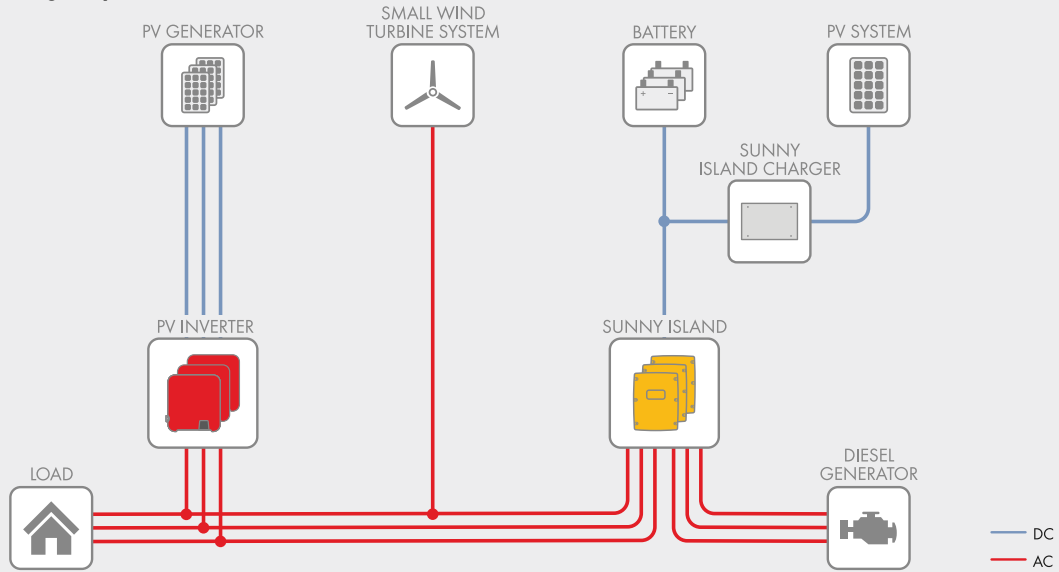 SMALL WIND
TURBINE SYSTEM
PV GENERATOR
BATTERY
PV SYSTEM
+ −
SUNNY
ISLAND CHARGER
PV INVERTER
SUNNY ISLAND
LOAD
DIESEL
GENERATOR
DC
AC